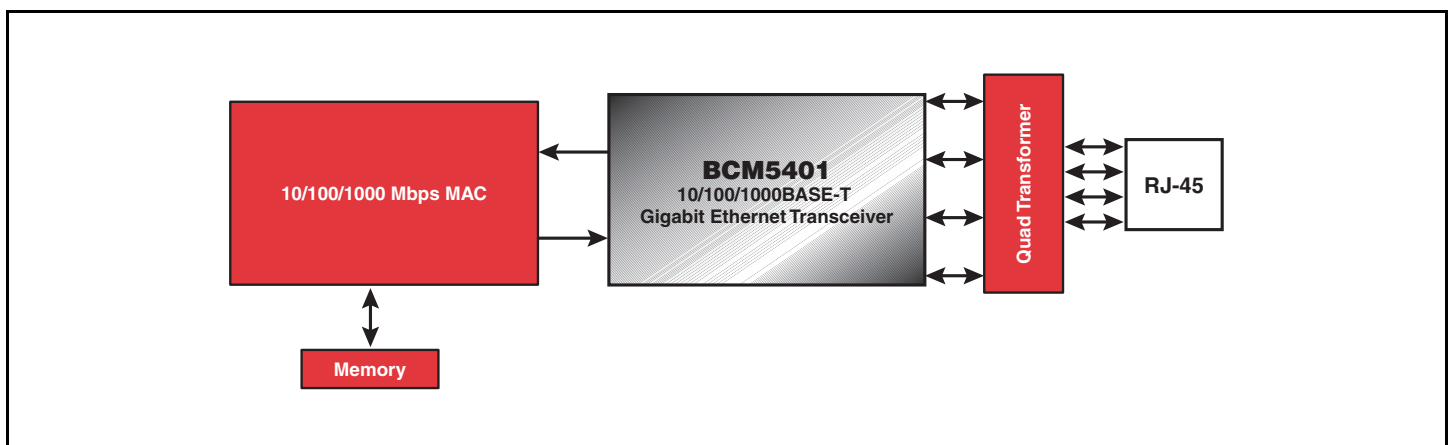 10/100/1000 Mbps MAC
BCM5401
10/100/1000BASE-T
Gigabit Ethernet Transceiver
Quad Transformer
RJ-45
Memory